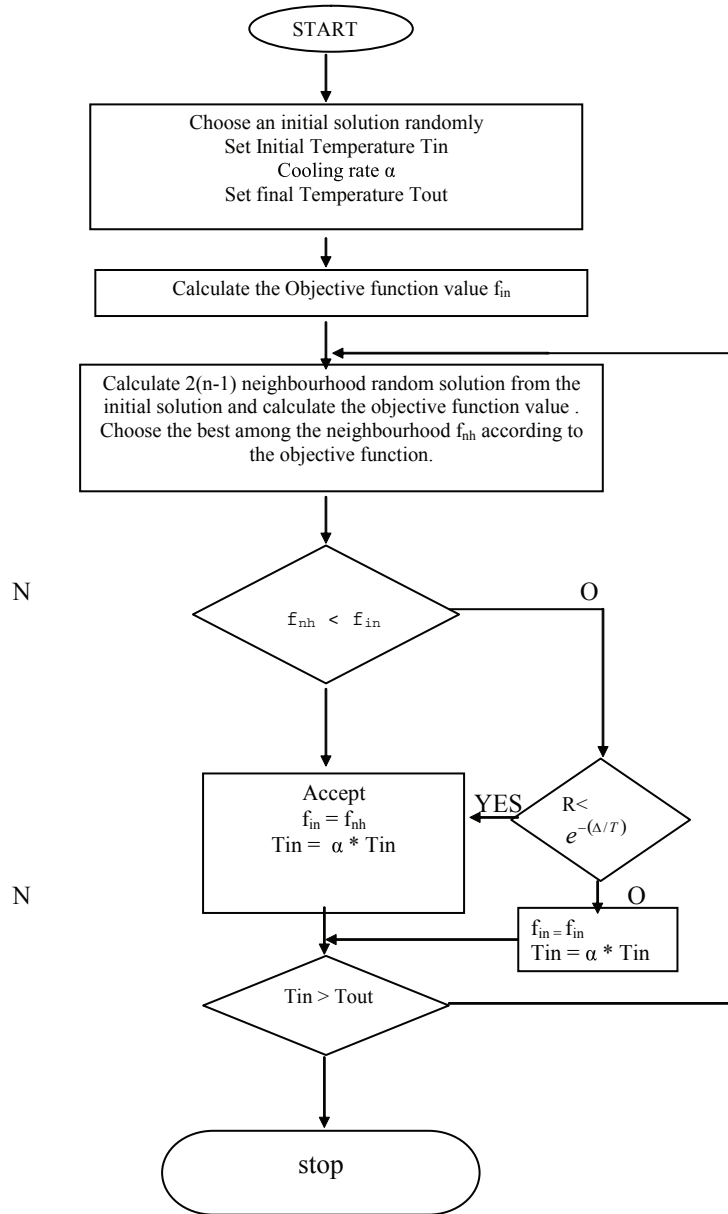 START
Choose an initial solution randomly
Set Initial Temperature Tin
Cooling rate α
Set final Temperature Tout
Calculate the Objective function value fin
Calculate 2(n-1) neighbourhood random solution from the
initial solution and calculate the objective function value .
Choose the best among the neighbourhood fnh according to
the objective function.
N
O
fnh < fin
Accept
fin = fnh
Tin = α * Tin
YES
R<
e−(Δ/T)
N
O
fin = fin
Tin = α * Tin
Tin > Tout
stop